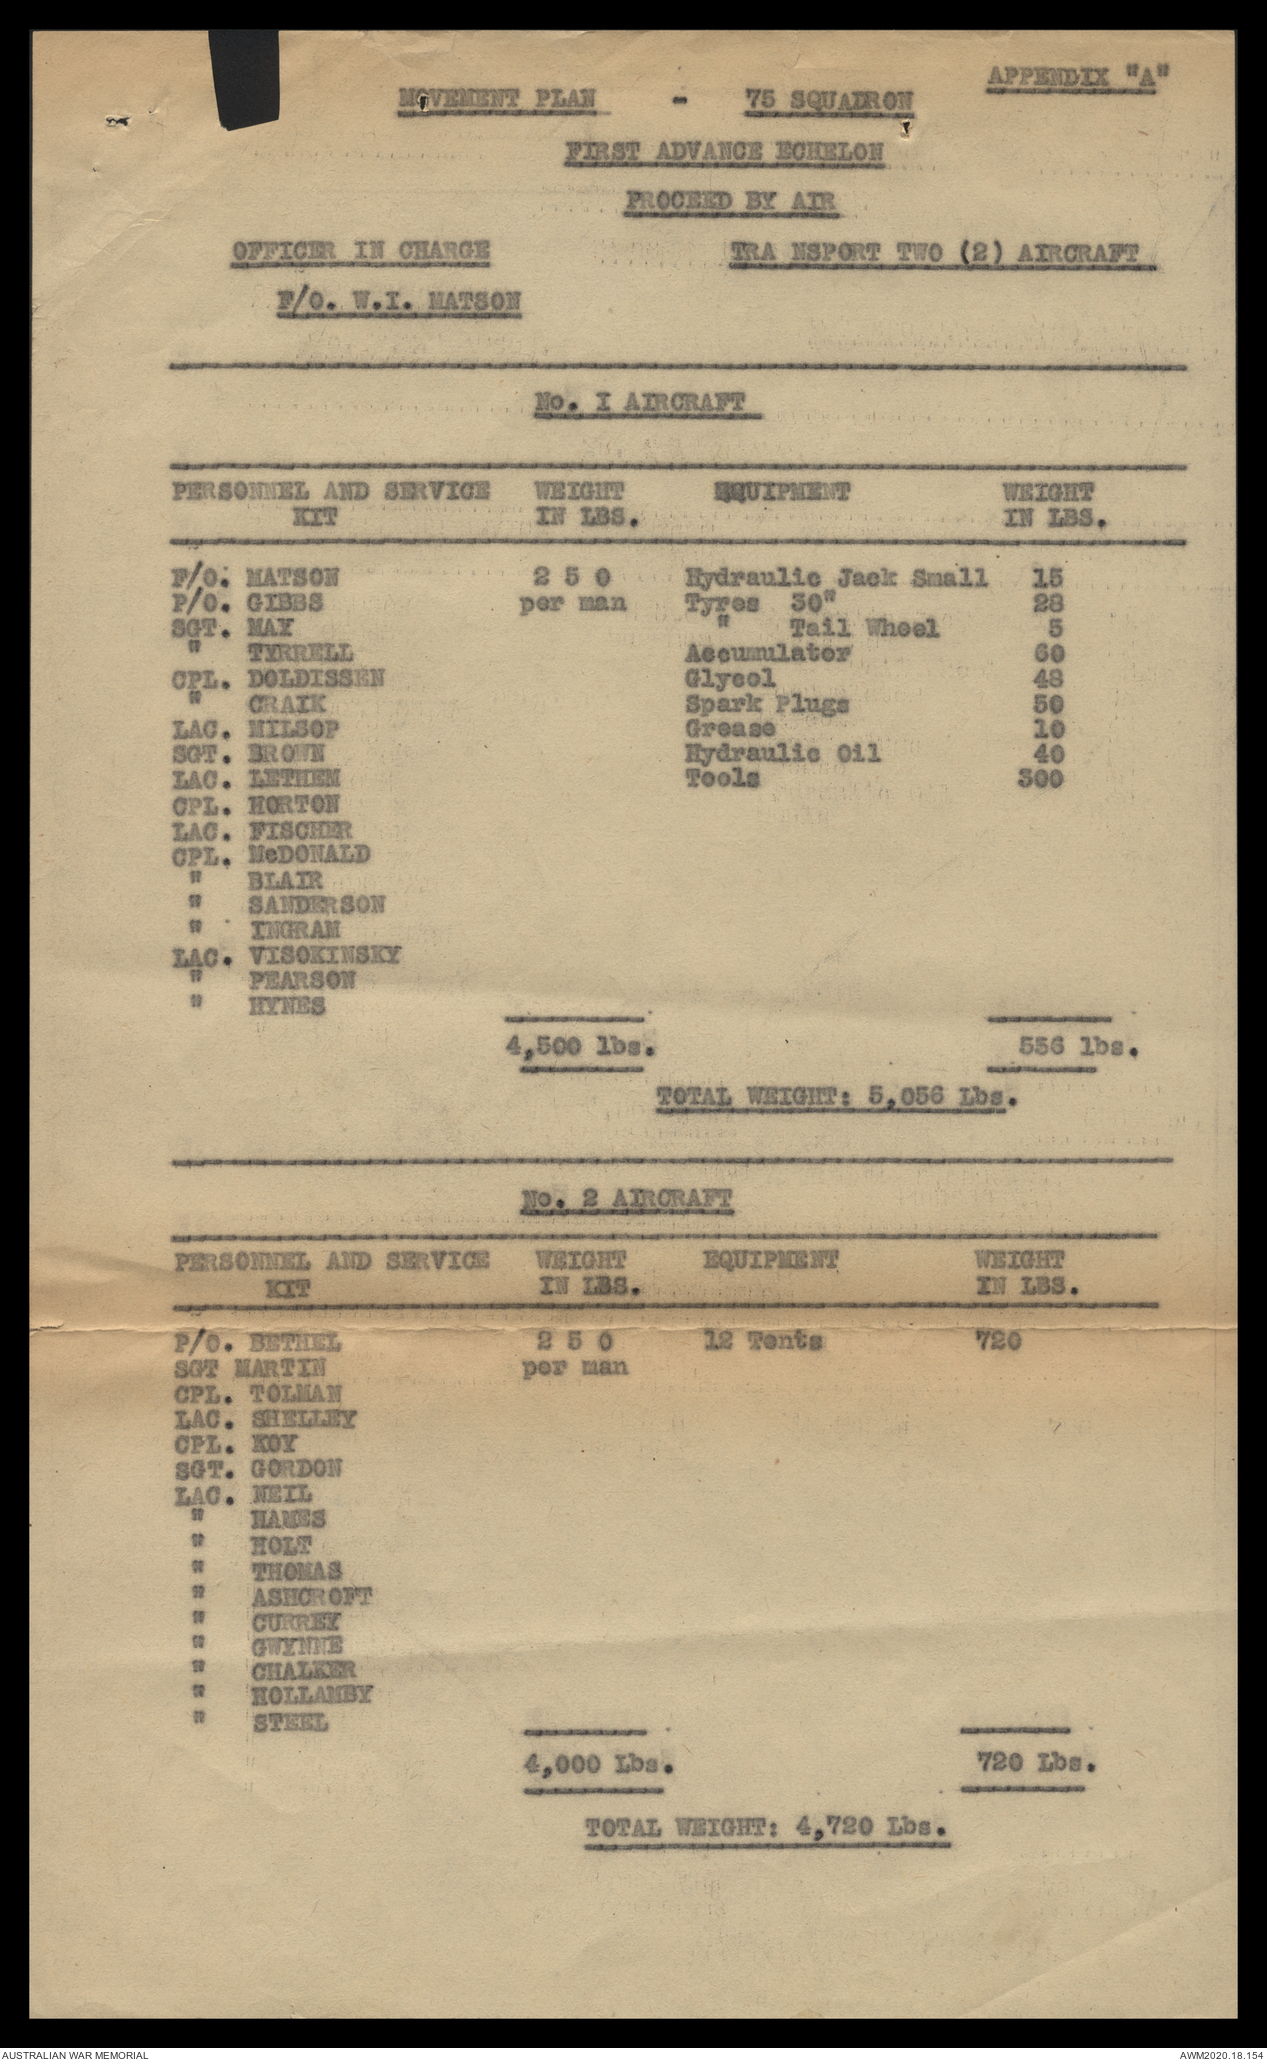 APPENDIX "A"
MOVEMENT PLAN - 75 SQUADRON
FIRST ADVANCE ECHELON
PROCEED BY AIR
OFFICER IN CHARGE TRA NSPORT TWO (2) AIRCRAFT
F/O. W.I. MATSON
No. I AIRCRAFT
PERSONNEL AND SERVICE WEIGHT EQUIPMENT WEIGHT
KIT IN LBS. IN LBS.
F/O. MATSON 2 5 0 Hydraulic Jack Small 15
P/O. GIBBS per man Tyres 30" 28
SGT. MAY " Tail Wheel 5
" TYRRELL Accumulator 60
CPL. DOLDISSEN Glycol 48
" CRAIK Spark Plugs 50
LAC. MILSOP Grease 10
SGT. BROWN Hydraulic Oil 40
LAC. LETHEM Tools 300
CPL. HORTON
LAC. FISCHER
CPL. McDONALD
" BLAIR
" SANDERSON
" INGRAM
LAC. VISOKINSKY
" PEARSON
" HYNES
4,500 lbs. 556 lbs.
TOTAL WEIGHT: 5,056 Lbs.
No. 2 AIRCRAFT
PERSONNEL AND SERVICE WEIGHT EQUIPMENT WEIGHT
KIT IN LBS. IN LBS.
P/O. BETHEL 2 5 0 12 Tents 720
SGT MARTIN per man
CPL. TOLMAN
LAC. SHELLEY
CPL. KOY
SGT. GORDON
LAC. NEIL
" HAMES
" HOLT
" THOMAS
" ASHCROFT
" CURREY
" GWYNNE
" CHALKER
" HOLLAMBY
" STEEL
4,000 Lbs. 720 Lbs.
TOTAL WEIGHT: 4,720 Lbs.
AUSTRALIAN WAR MEMORIAL AWM2020.18.154